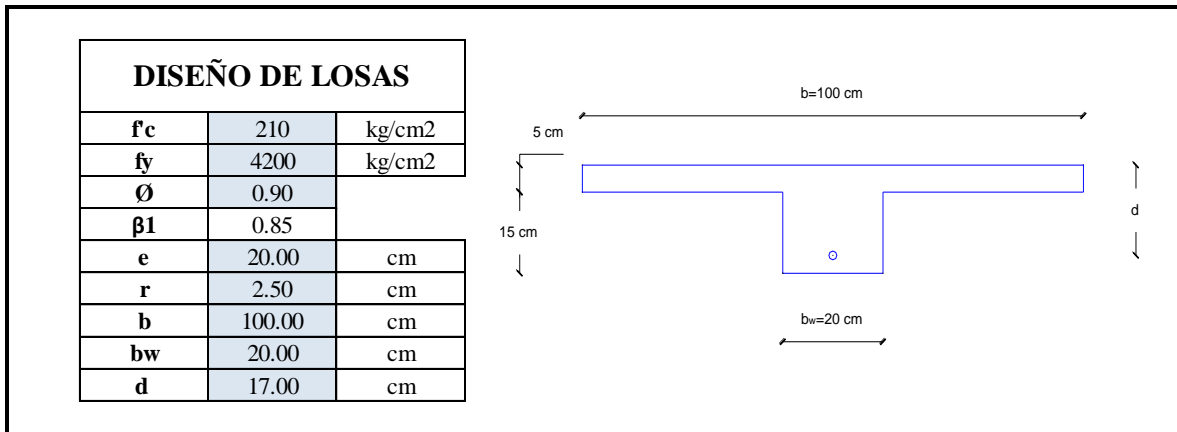 DISEÑO DE LOSAS
f'c 210 kg/cm2
fy 4200 kg/cm2
Ø 0.90
β1 0.85
e 20.00 cm
r 2.50 cm
b 100.00 cm
bw 20.00 cm
d 17.00 cm
b=100 cm
5 cm
15 cm
d
bw=20 cm